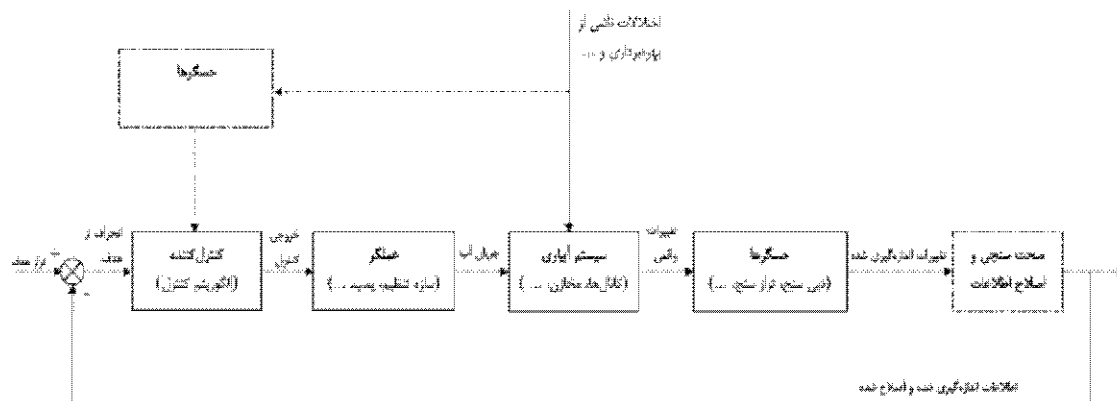 اختلالات ناشی از
بهره‌برداری و ...
حسگرها
+
تراز هدف
-
انحراف از
هدف
کنترل‌کننده
(الگوریتم کنترل)
خروجی
کنترل
عملگر
(سازه تنظیم، پمپ، ...)
جریان آب
سیستم آبیاری
(کانال‌ها، مخازن، ...)
تغییرات
واقعی
حسگرها
(دبی سنج، تراز سنج، ...)
تغییرات اندازه‌گیری شده
صحت سنجی و
اصلاح اطلاعات
اطلاعات اندازه‌گیری شده و اصلاح شده